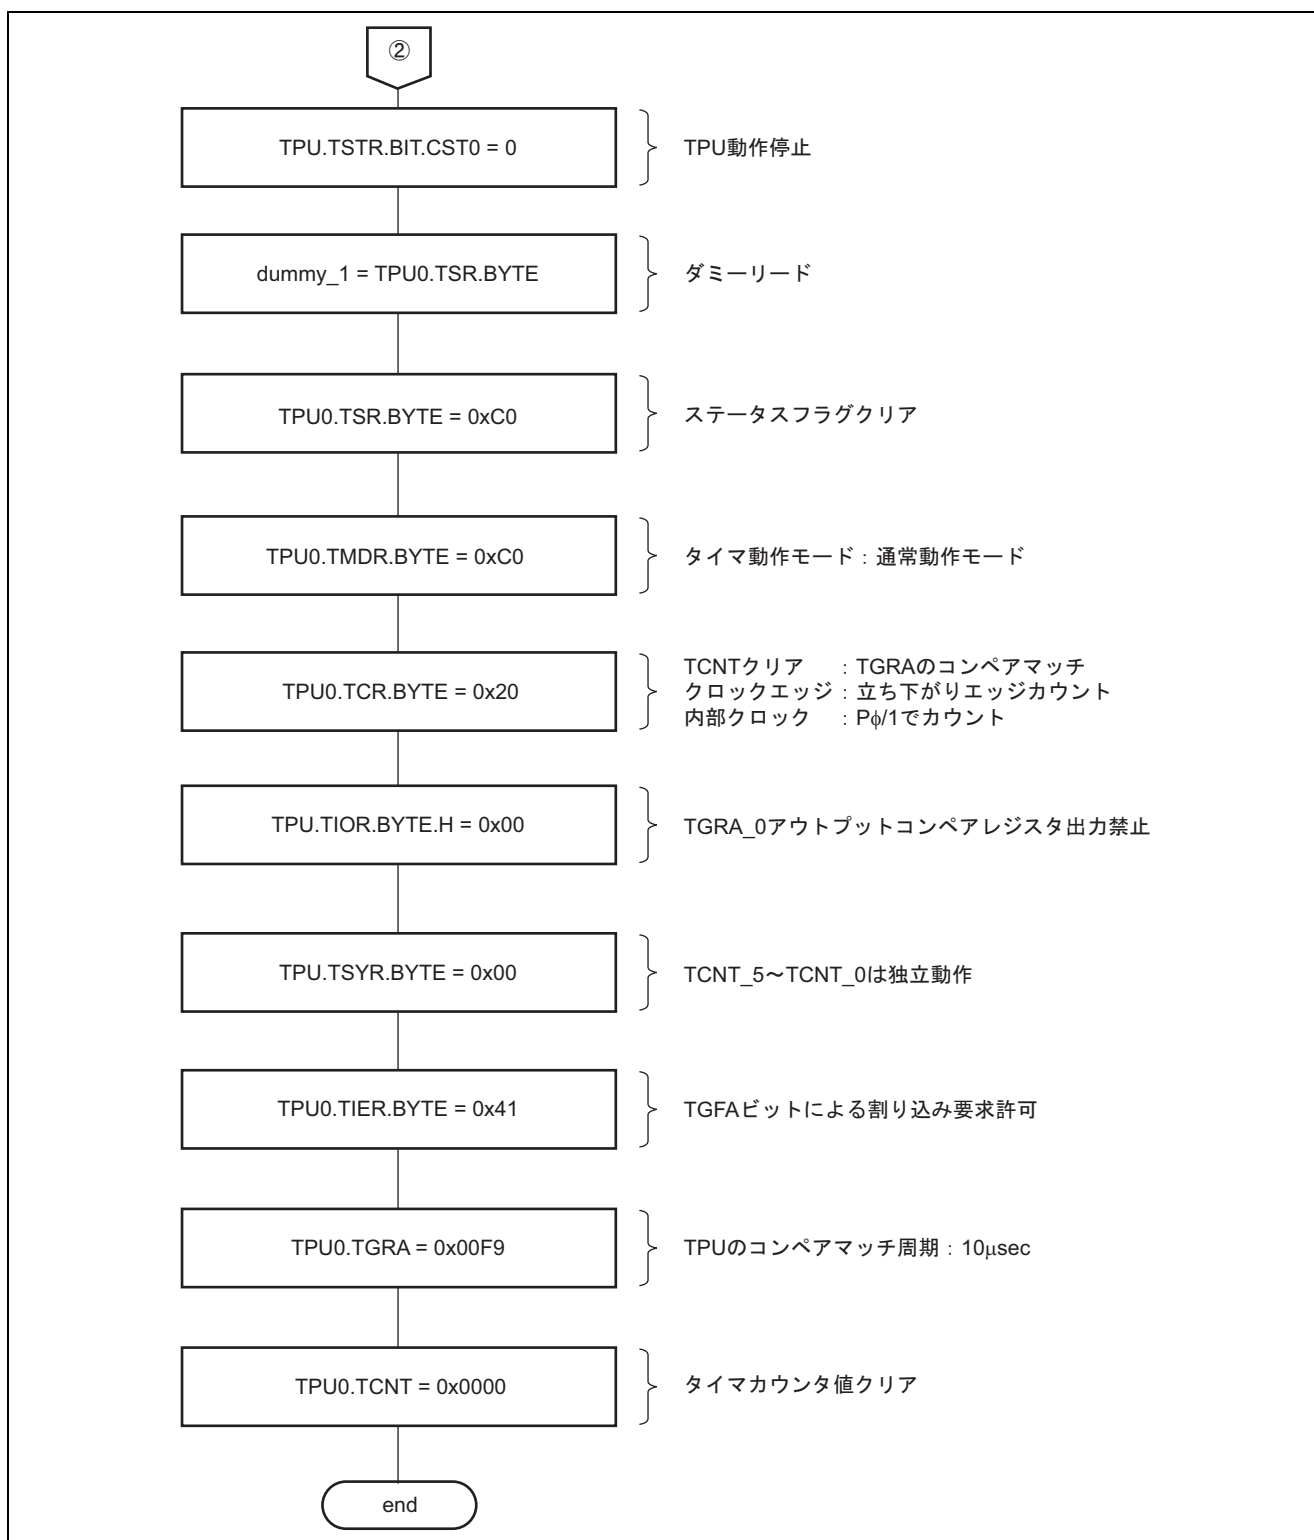 ②
TPU.TSTR.BIT.CST0 = 0
TPU動作停止
dummy_1 = TPU0.TSR.BYTE
ダミーリード
TPU0.TSR.BYTE = 0xC0
ステータスフラグクリア
TPU0.TMDR.BYTE = 0xC0
タイマ動作モード：通常動作モード
TPU0.TCR.BYTE = 0x20
TCNTクリア　：TGRAのコンペアマッチ
クロックエッジ：立ち下がりエッジカウント
内部クロック　：Pφ/1でカウント
TPU.TIOR.BYTE.H = 0x00
TGRA_0アウトプットコンペアレジスタ出力禁止
TPU.TSYR.BYTE = 0x00
TCNT_5～TCNT_0は独立動作
TPU0.TIER.BYTE = 0x41
TGFAビットによる割り込み要求許可
TPU0.TGRA = 0x00F9
TPUのコンペアマッチ周期：10μsec
TPU0.TCNT = 0x0000
タイマカウンタ値クリア
end